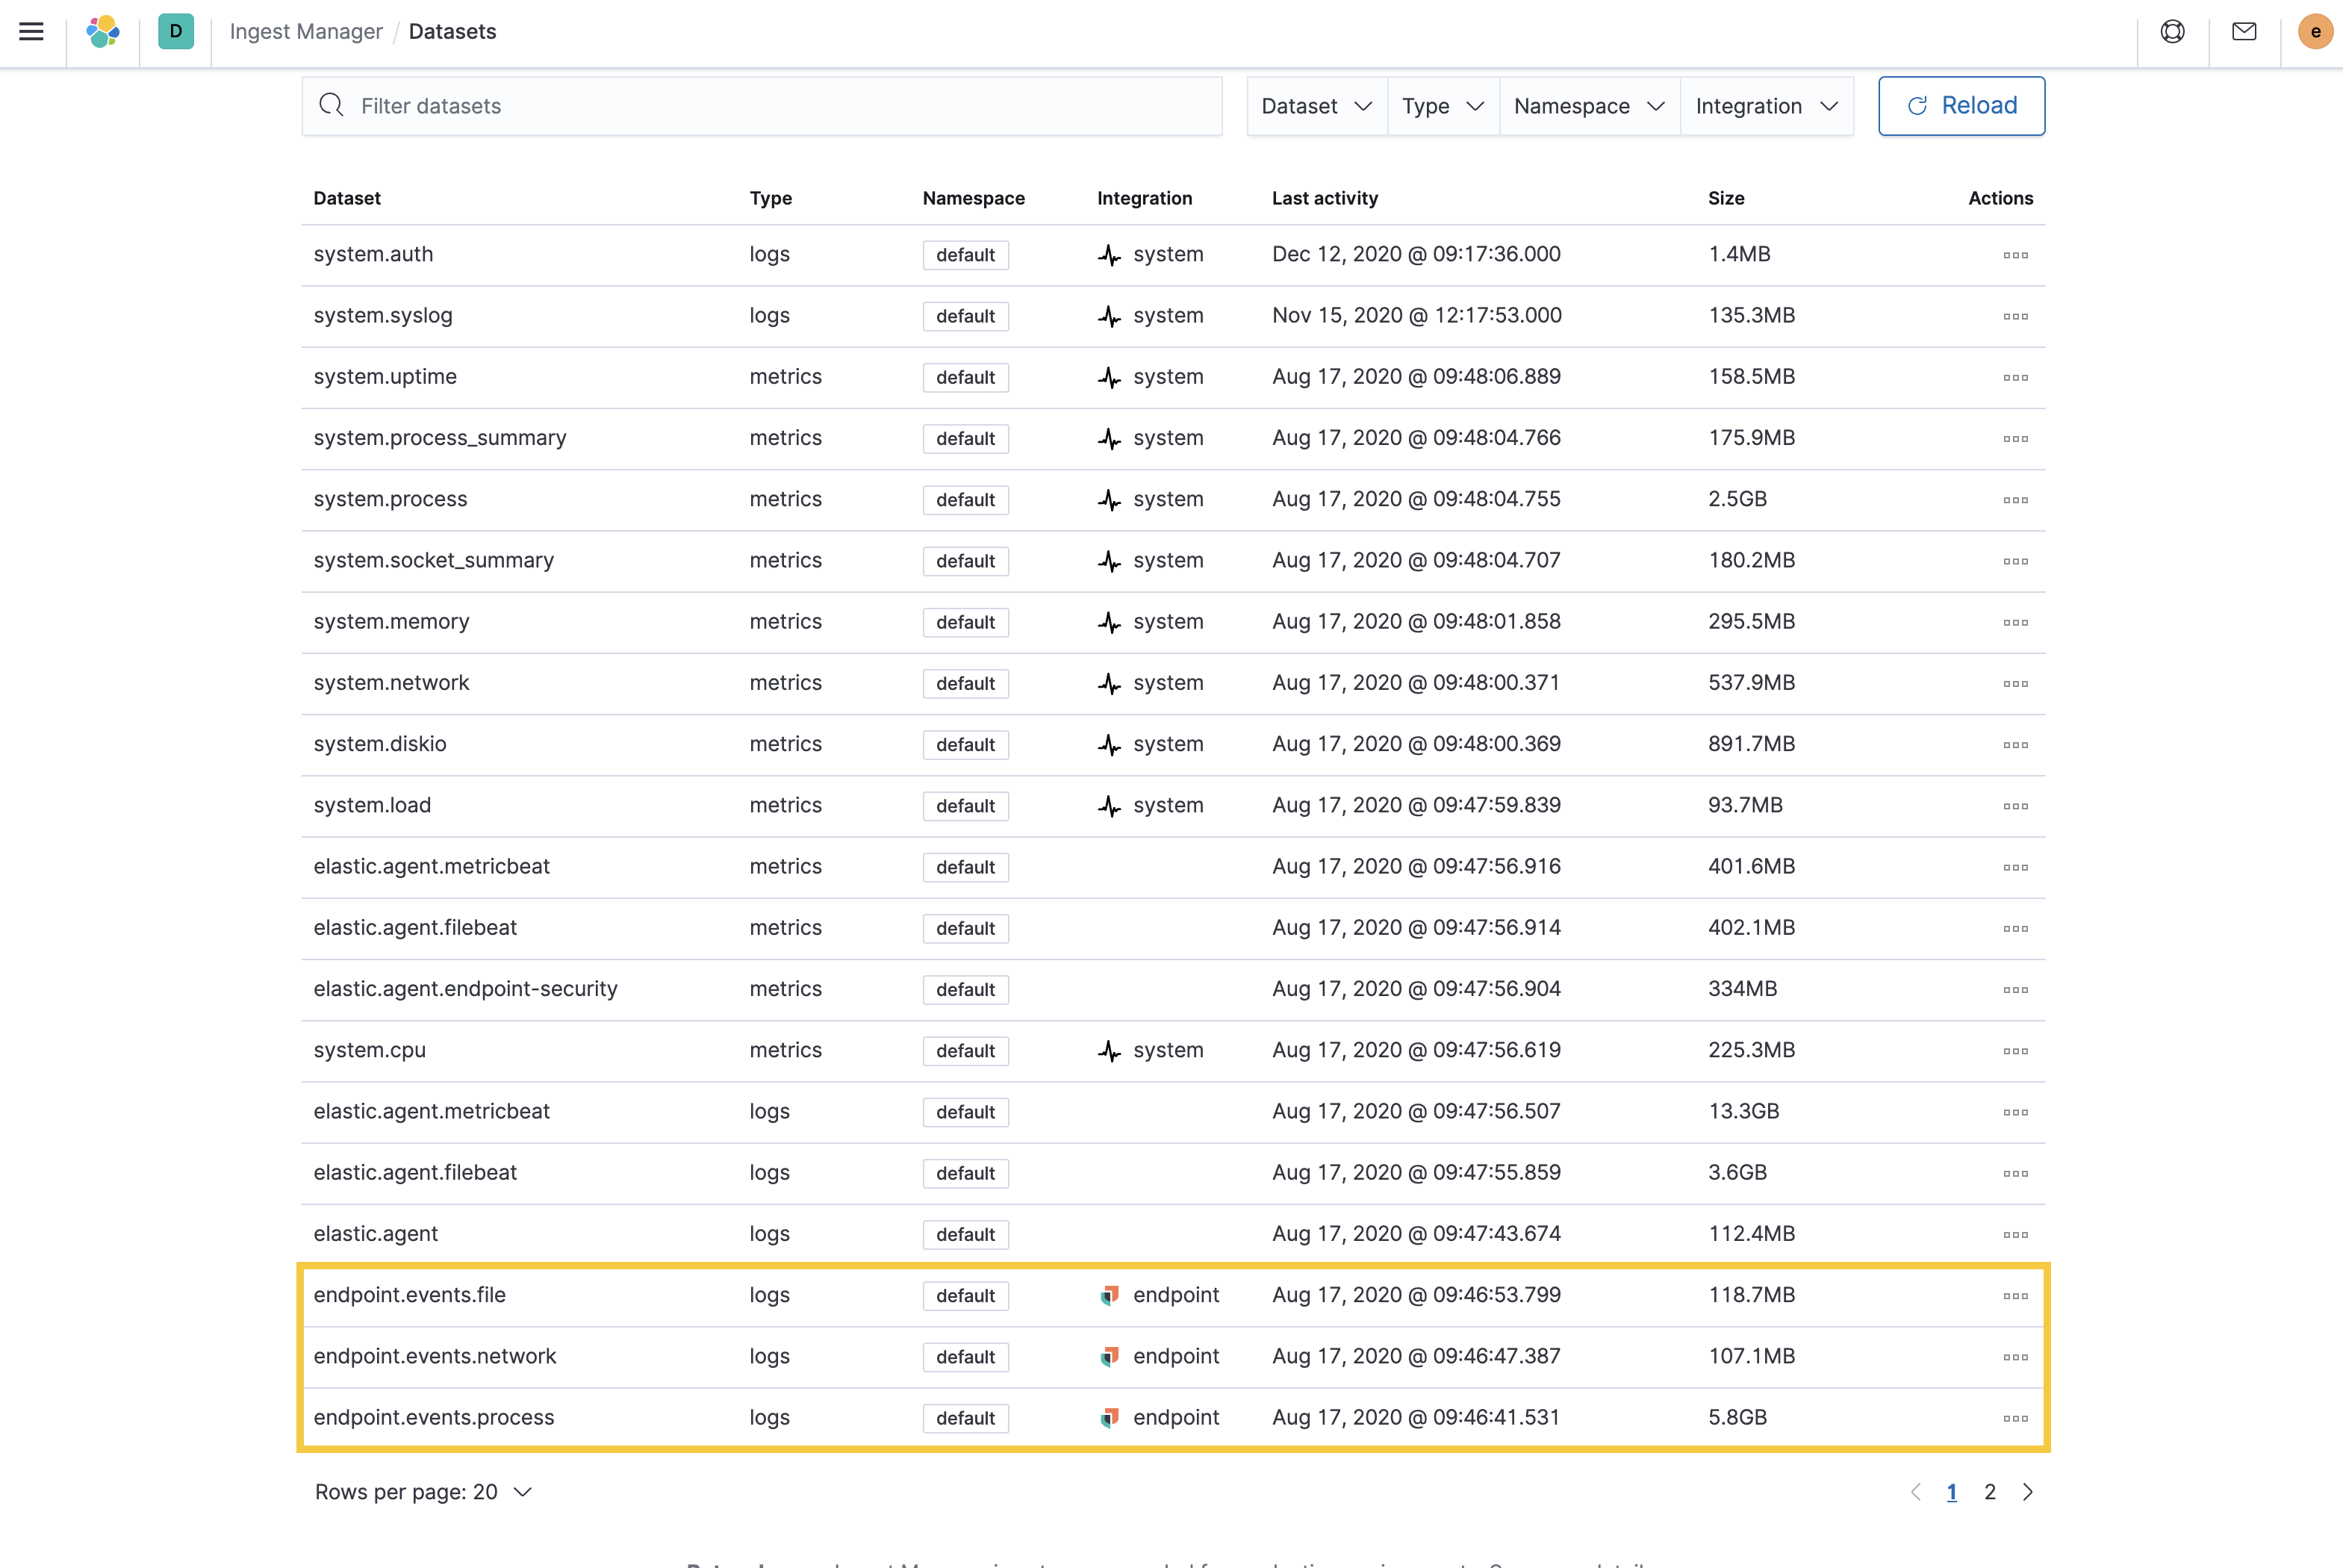 D Ingest Manager / Datasets e
Filter datasets Dataset Type Namespace Integration Reload
Dataset Type Namespace Integration Last activity Size Actions
system.auth logs default system Dec 12, 2020 @ 09:17:36.000 1.4MB
system.syslog logs default system Nov 15, 2020 @ 12:17:53.000 135.3MB
system.uptime metrics default system Aug 17, 2020 @ 09:48:06.889 158.5MB
system.process_summary metrics default system Aug 17, 2020 @ 09:48:04.766 175.9MB
system.process metrics default system Aug 17, 2020 @ 09:48:04.755 2.5GB
system.socket_summary metrics default system Aug 17, 2020 @ 09:48:04.707 180.2MB
system.memory metrics default system Aug 17, 2020 @ 09:48:01.858 295.5MB
system.network metrics default system Aug 17, 2020 @ 09:48:00.371 537.9MB
system.diskio metrics default system Aug 17, 2020 @ 09:48:00.369 891.7MB
system.load metrics default system Aug 17, 2020 @ 09:47:59.839 93.7MB
elastic.agent.metricbeat metrics default Aug 17, 2020 @ 09:47:56.916 401.6MB
elastic.agent.filebeat metrics default Aug 17, 2020 @ 09:47:56.914 402.1MB
elastic.agent.endpoint-security metrics default Aug 17, 2020 @ 09:47:56.904 334MB
system.cpu metrics default system Aug 17, 2020 @ 09:47:56.619 225.3MB
elastic.agent.metricbeat logs default Aug 17, 2020 @ 09:47:56.507 13.3GB
elastic.agent.filebeat logs default Aug 17, 2020 @ 09:47:55.859 3.6GB
elastic.agent logs default Aug 17, 2020 @ 09:47:43.674 112.4MB
endpoint.events.file logs default endpoint Aug 17, 2020 @ 09:46:53.799 118.7MB
endpoint.events.network logs default endpoint Aug 17, 2020 @ 09:46:47.387 107.1MB
endpoint.events.process logs default endpoint Aug 17, 2020 @ 09:46:41.531 5.8GB
Rows per page: 20 1 2